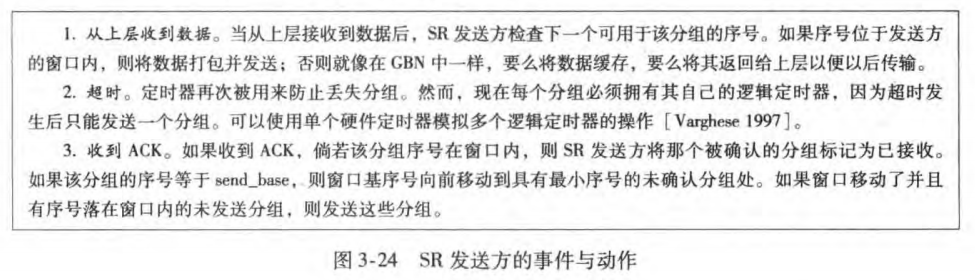 1. 从上层收到数据。当从上层接收到数据后，SR 发送方检查下一个可用于该分组的序号。如果序号位于发送方
的窗口内，则将数据打包并发送；否则就像在 GBN 中一样，要么将数据缓存，要么将其返回给上层以便以后传输。
2. 超时。定时器再次被用来防止丢失分组。然而，现在每个分组必须拥有其自己的逻辑定时器，因为超时发
生后只能发送一个分组。可以使用单个硬件定时器模拟多个逻辑定时器的操作［Varghese 1997］。
3. 收到 ACK。如果收到 ACK，倘若该分组序号在窗口内，则 SR 发送方将那个被确认的分组标记为已接收。
如果该分组的序号等于 send_base，则窗口基序号向前移动到具有最小序号的未确认分组处。如果窗口移动了并且
有序号落在窗口内的未发送分组，则发送这些分组。
图 3-24 SR 发送方的事件与动作